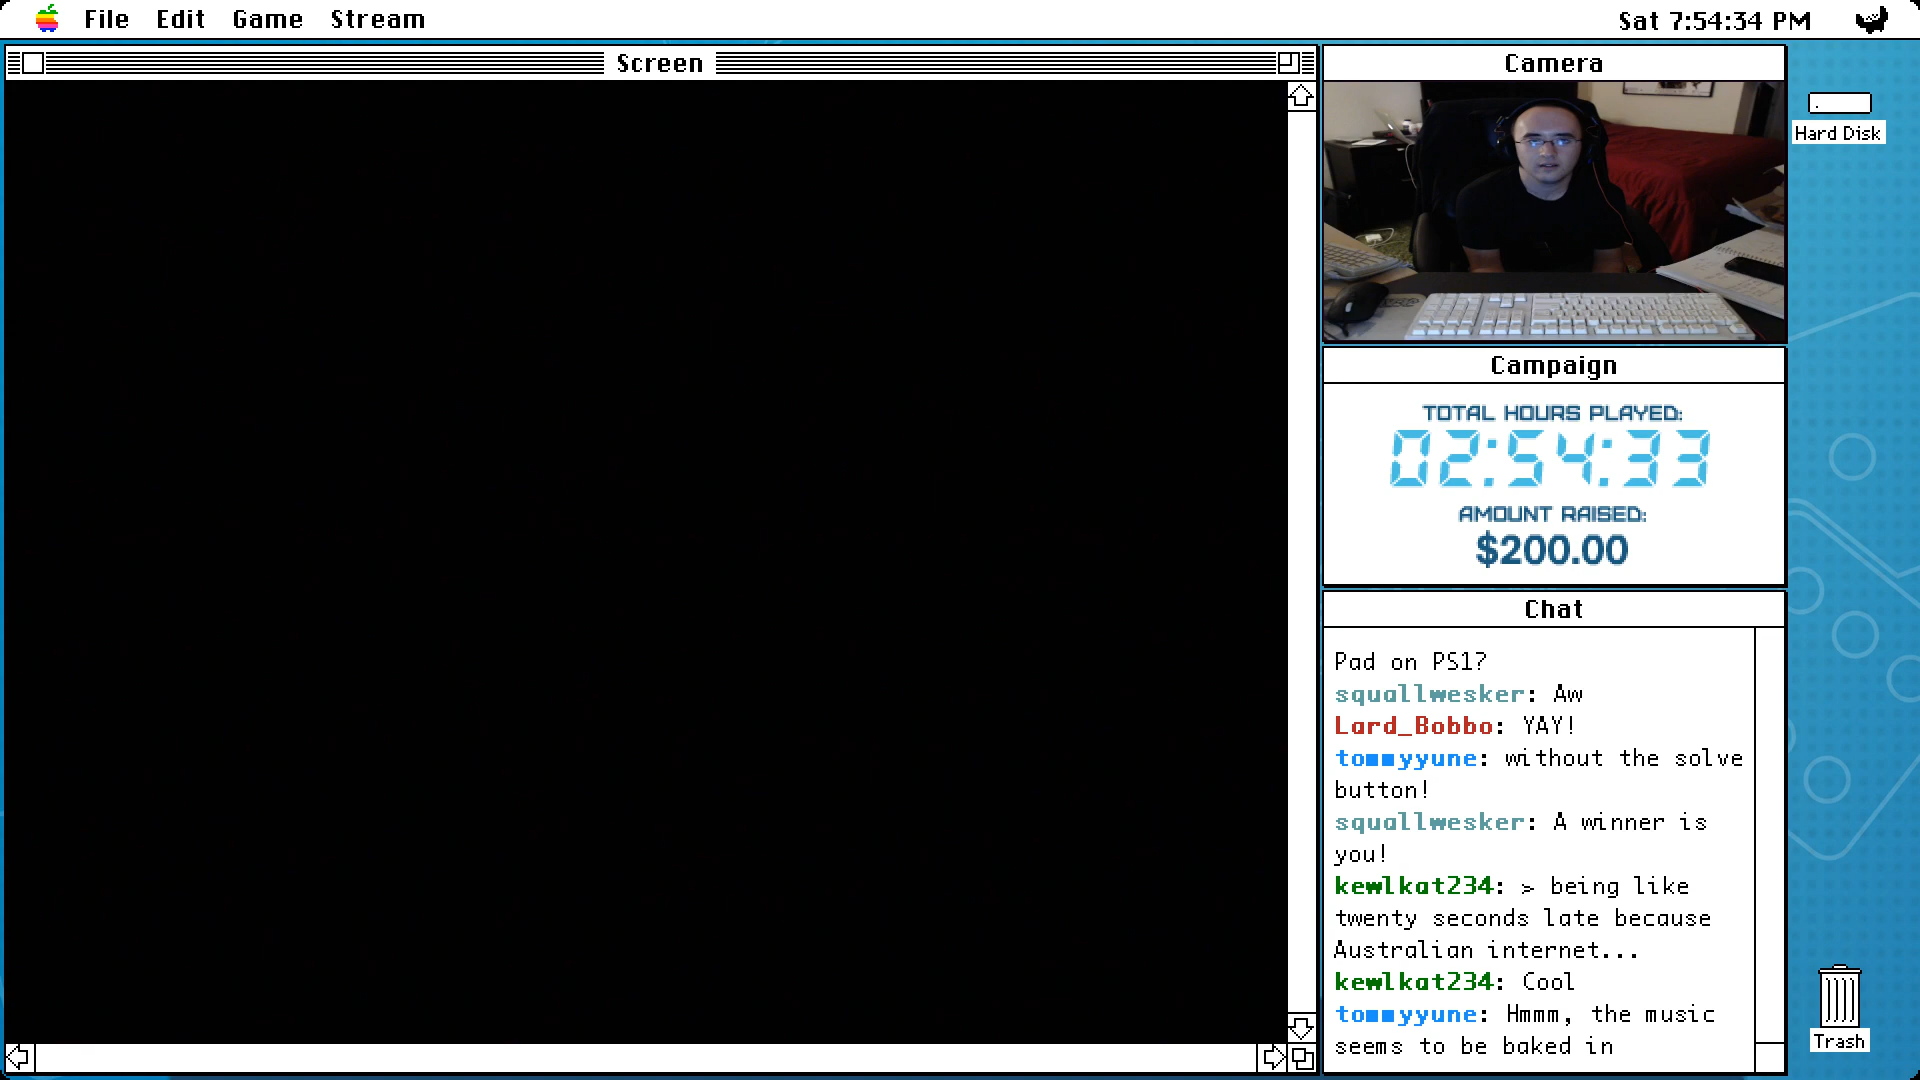 File Edit Game Stream
Sat 7:54:34 PM
Screen
Camera
Hard Disk
Campaign
TOTAL HOURS PLAYED:
02:54:33
AMOUNT RAISED:
$200.00
Chat
Pad on PS1?
squallwesker: Aw
Lard_Bobbo: YAY!
tommyyune: without the solve
button!
squallwesker: A winner is
you!
kewlkat234: > being like
twenty seconds late because
Australian internet...
kewlkat234: Cool
tommyyune: Hmmm, the music
seems to be baked in
Trash